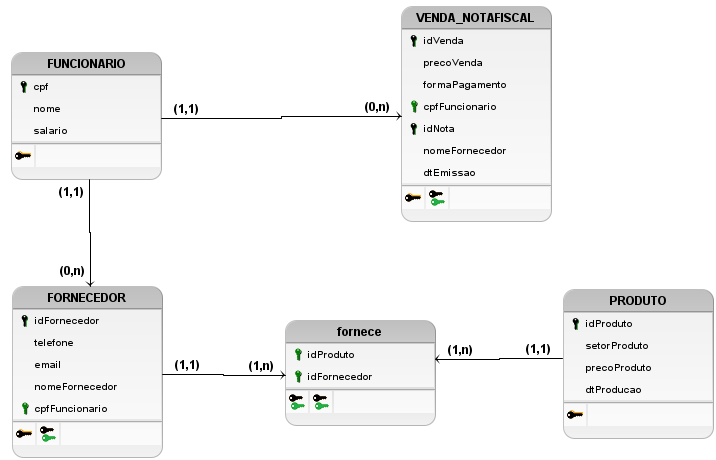 VENDA_NOTAFISCAL
idVenda
precoVenda
formaPagamento
cpfFuncionario
idNota
nomeFornecedor
dtEmissao
FUNCIONARIO
cpf
nome
salario
(1,1)
(0,n)
(1,1)
(0,n)
FORNECEDOR
idFornecedor
telefone
email
nomeFornecedor
cpfFuncionario
(1,1)
(1,n)
fornece
idProduto
idFornecedor
(1,n)
(1,1)
PRODUTO
idProduto
setorProduto
precoProduto
dtProducao